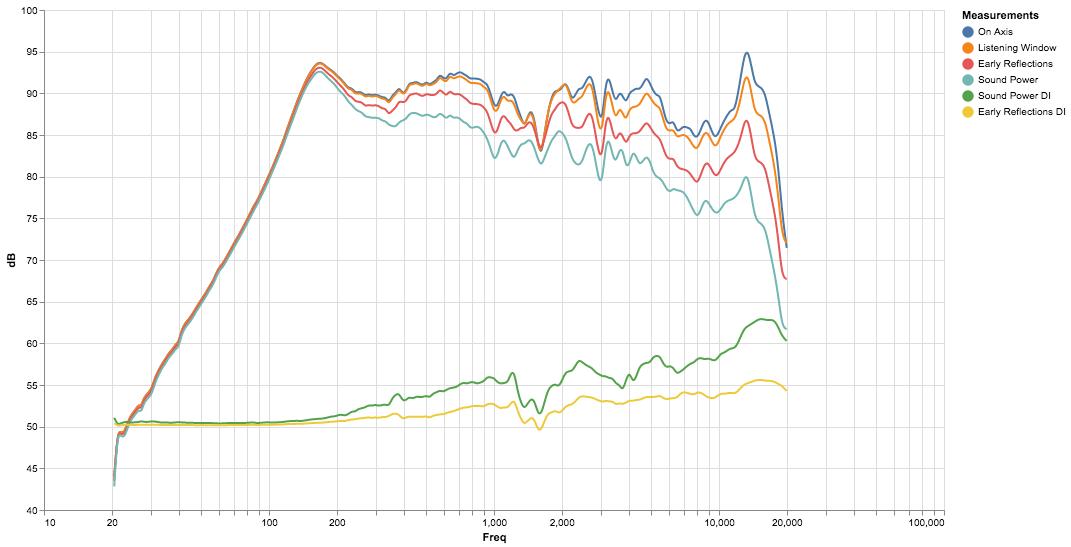 100
95
90
85
80
75
70
65
60
55
50
45
40
dB
10 20 100 200 1,000 2,000 10,000 20,000 100,000
Freq
Measurements
On Axis
Listening Window
Early Reflections
Sound Power
Sound Power DI
Early Reflections DI